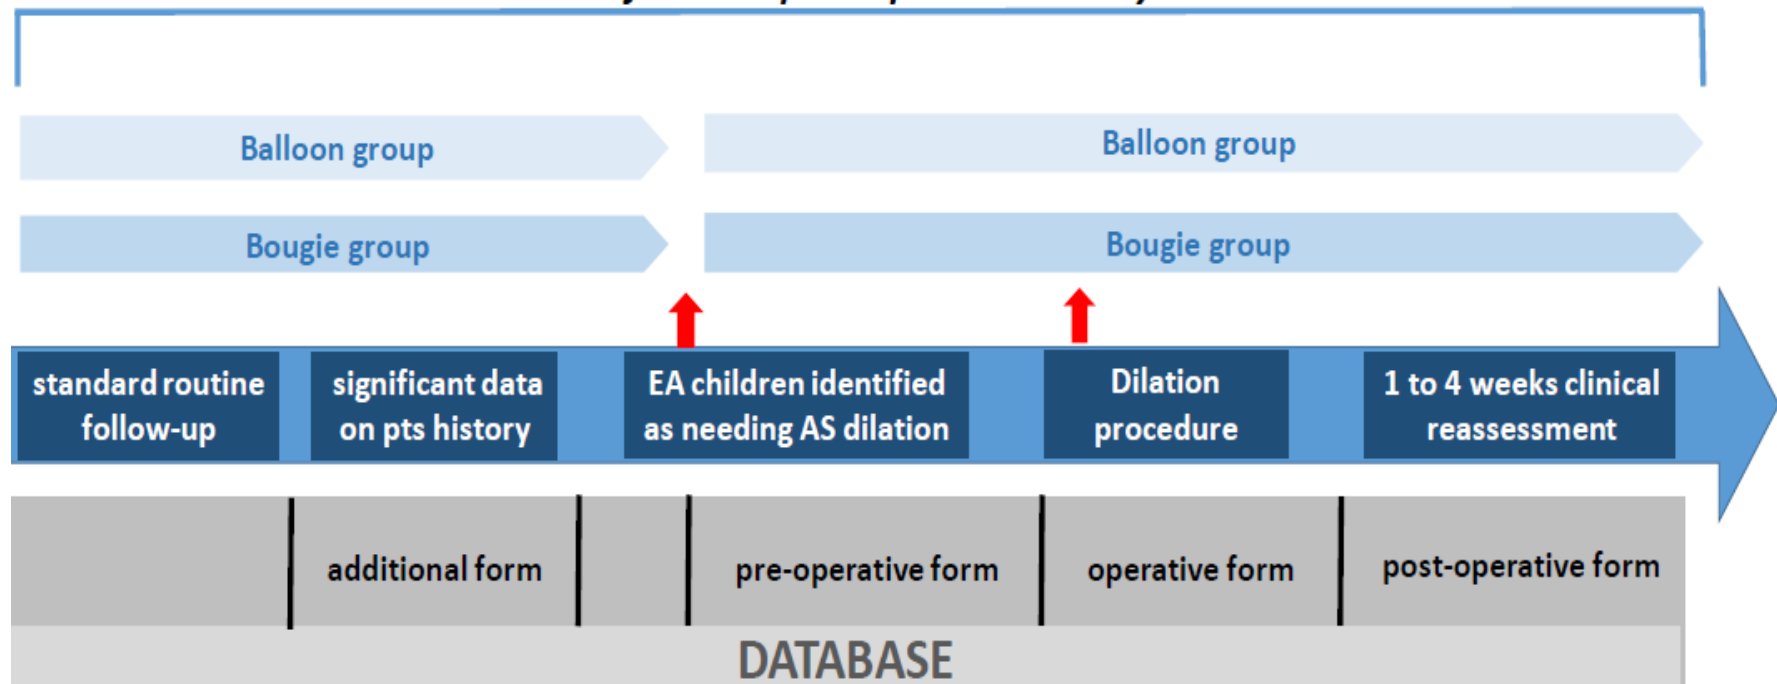 Balloon group
Balloon group
Bougie group
Bougie group
standard routine
follow-up
significant data
on pts history
EA children identified
as needing AS dilation
Dilation
procedure
1 to 4 weeks clinical
reassessment
additional form
pre-operative form
operative form
post-operative form
DATABASE